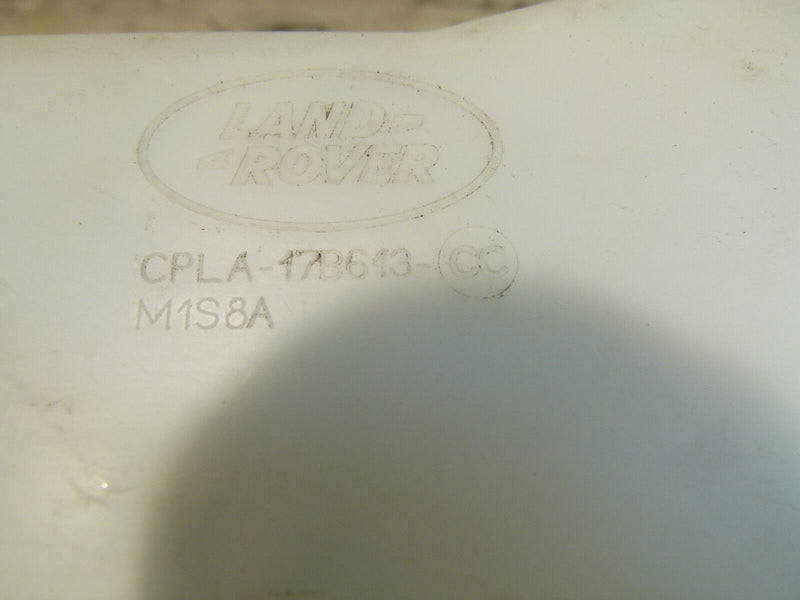 LAND
ROVER
CPLA-17B613-CC
M1S8A